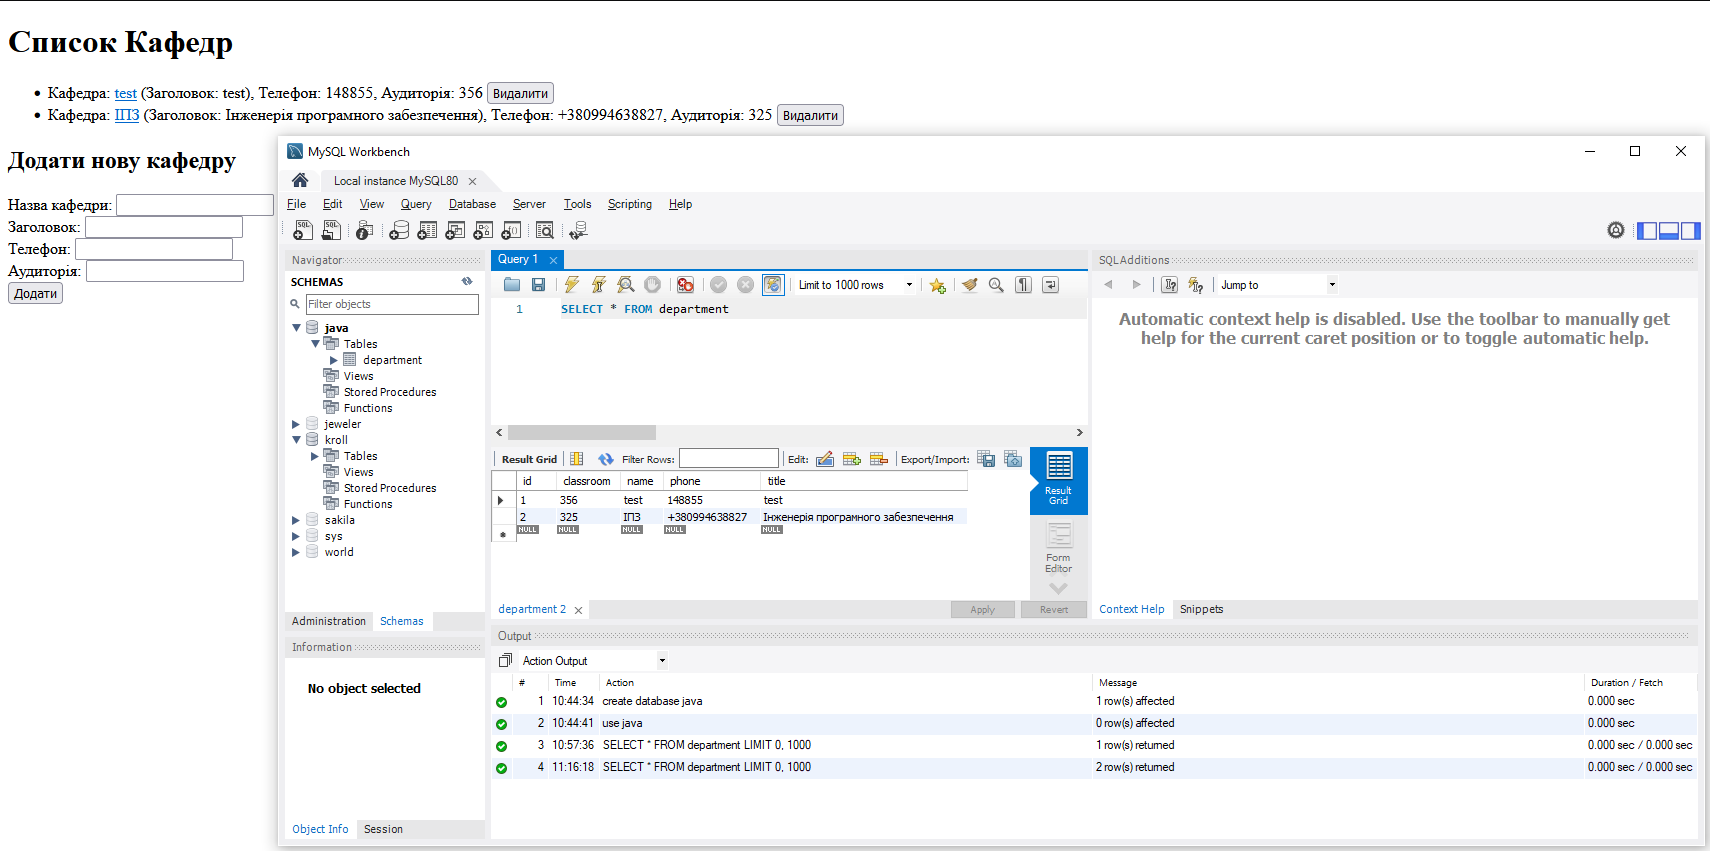 Список Кафедр
Кафедра: test (Заголовок: test), Телефон: 148855, Аудиторія: 356 Видалити
Кафедра: ІПЗ (Заголовок: Інженерія програмного забезпечення), Телефон: +380994638827, Аудиторія: 325 Видалити
Додати нову кафедру
Назва кафедри:
Заголовок:
Телефон:
Аудиторія:
Додати
MySQL Workbench
Local instance MySQL80
File Edit View Query Database Server Tools Scripting Help
Navigator
SCHEMAS
Filter objects
java
Tables
department
Views
Stored Procedures
Functions
jeweler
kroll
Tables
Views
Stored Procedures
Functions
sakila
sys
world
Administration Schemas
Information
No object selected
Object Info Session
Query 1
Limit to 1000 rows
1 SELECT * FROM department
Result Grid Filter Rows: Edit: Export/Import:
id classroom name phone title
1 356 test 148855 test
2 325 ІПЗ +380994638827 Інженерія програмного забезпечення
NULL NULL NULL NULL NULL
Result Grid
Form Editor
department 2 Apply Revert
SQLAdditions
Jump to
Automatic context help is disabled. Use the toolbar to manually get
help for the current caret position or to toggle automatic help.
Context Help Snippets
Output
Action Output
# Time Action Message Duration / Fetch
1 10:44:34 create database java 1 row(s) affected 0.000 sec
2 10:44:41 use java 0 row(s) affected 0.000 sec
3 10:57:36 SELECT * FROM department LIMIT 0, 1000 1 row(s) returned 0.000 sec / 0.000 sec
4 11:16:18 SELECT * FROM department LIMIT 0, 1000 2 row(s) returned 0.000 sec / 0.000 sec